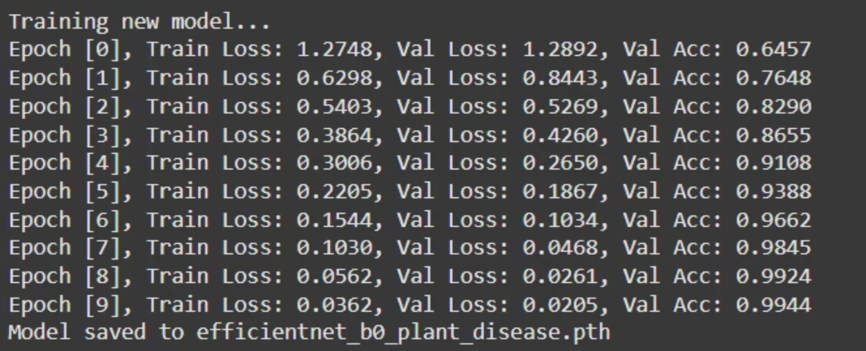 Training new model...
Epoch [0], Train Loss: 1.2748, Val Loss: 1.2892, Val Acc: 0.6457
Epoch [1], Train Loss: 0.6298, Val Loss: 0.8443, Val Acc: 0.7648
Epoch [2], Train Loss: 0.5403, Val Loss: 0.5269, Val Acc: 0.8290
Epoch [3], Train Loss: 0.3864, Val Loss: 0.4260, Val Acc: 0.8655
Epoch [4], Train Loss: 0.3006, Val Loss: 0.2650, Val Acc: 0.9108
Epoch [5], Train Loss: 0.2205, Val Loss: 0.1867, Val Acc: 0.9388
Epoch [6], Train Loss: 0.1544, Val Loss: 0.1034, Val Acc: 0.9662
Epoch [7], Train Loss: 0.1030, Val Loss: 0.0468, Val Acc: 0.9845
Epoch [8], Train Loss: 0.0562, Val Loss: 0.0261, Val Acc: 0.9924
Epoch [9], Train Loss: 0.0362, Val Loss: 0.0205, Val Acc: 0.9944
Model saved to efficientnet_b0_plant_disease.pth